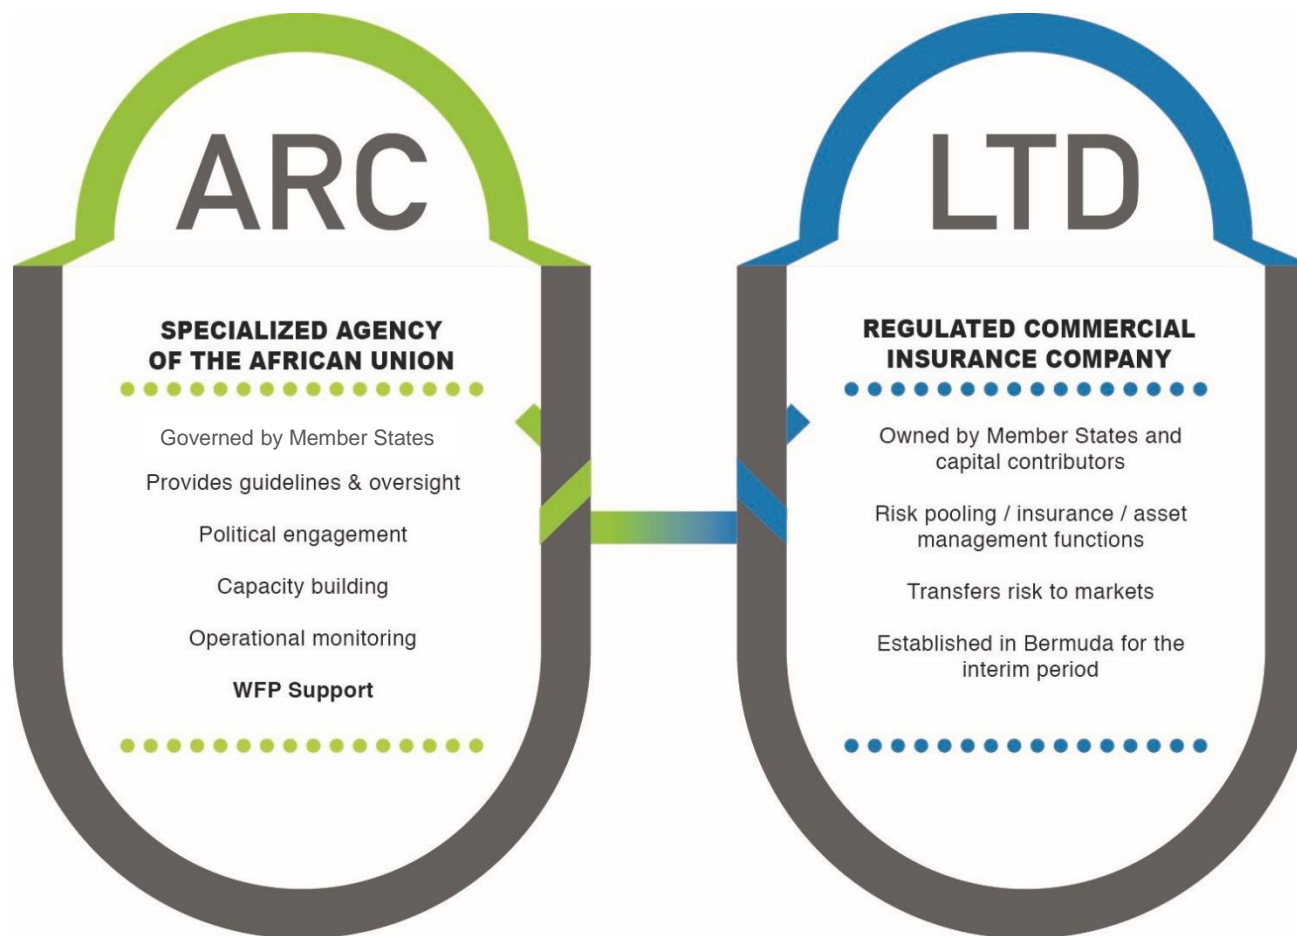 ARC
SPECIALIZED AGENCY
OF THE AFRICAN UNION
Governed by Member States
Provides guidelines & oversight
Political engagement
Capacity building
Operational monitoring
WFP Support
LTD
REGULATED COMMERCIAL
INSURANCE COMPANY
Owned by Member States and
capital contributors
Risk pooling / insurance / asset
management functions
Transfers risk to markets
Established in Bermuda for the
interim period